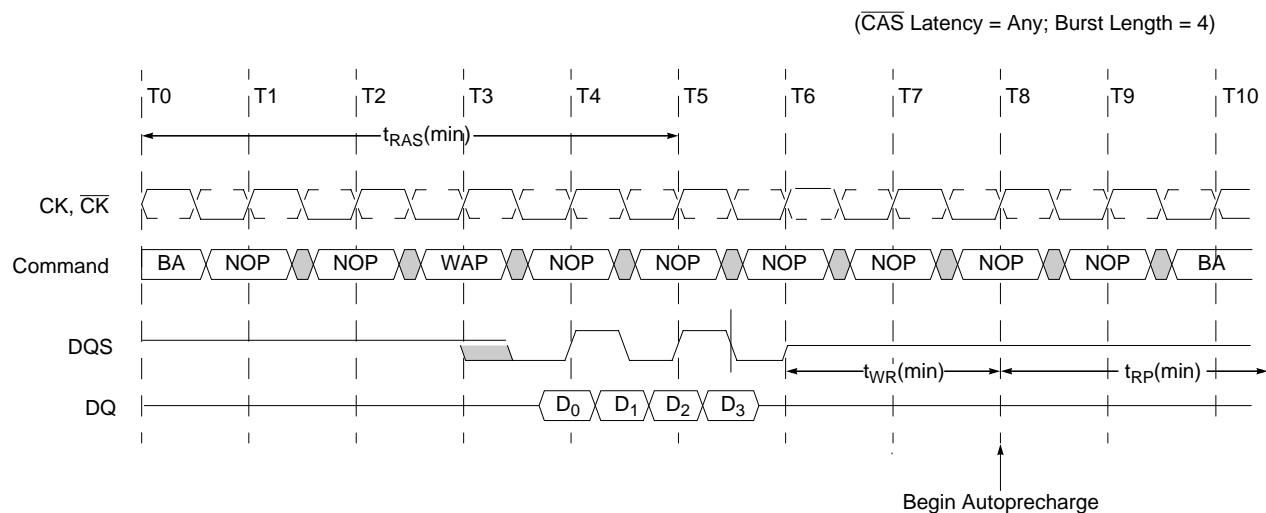 (C̅A̅S̅ Latency = Any; Burst Length = 4)
T0 T1 T2 T3 T4 T5 T6 T7 T8 T9 T10
tRAS(min)
CK, C̅K̅
Command BA NOP NOP WAP NOP NOP NOP NOP NOP NOP BA
DQS
tWR(min) tRP(min)
DQ D0 D1 D2 D3
Begin Autoprecharge